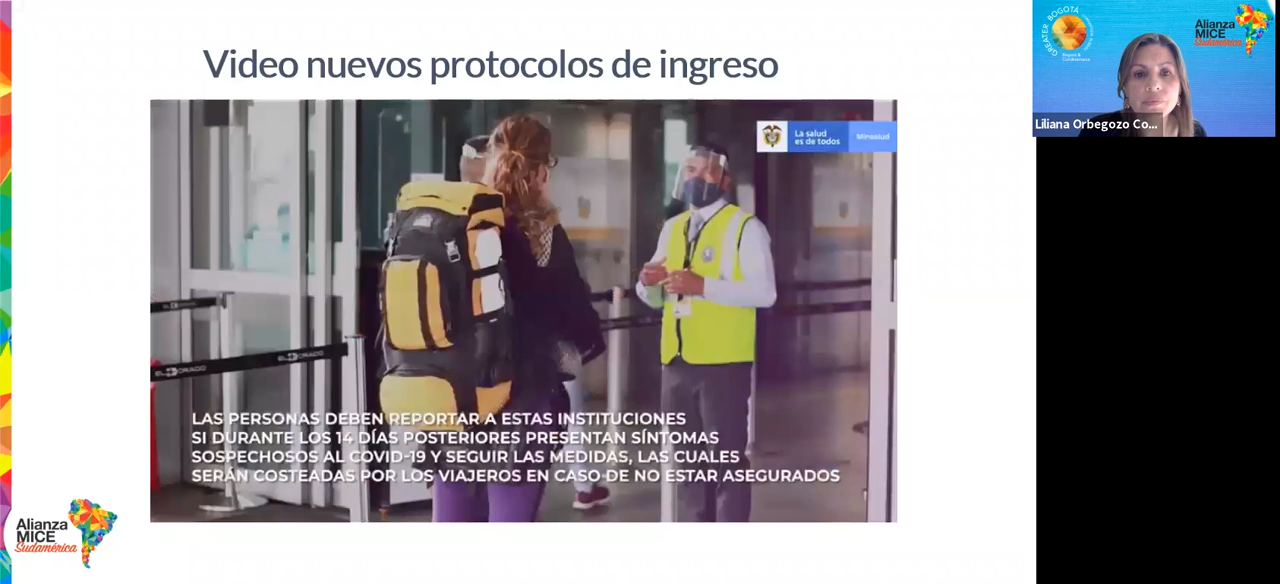 Video nuevos protocolos de ingreso
La salud
es de todos
Minsalud
EL DORADO
EL DORADO
EL DORADO
LAS PERSONAS DEBEN REPORTAR A ESTAS INSTITUCIONES
SI DURANTE LOS 14 DÍAS POSTERIORES PRESENTAN SÍNTOMAS
SOSPECHOSOS AL COVID-19 Y SEGUIR LAS MEDIDAS, LAS CUALES
SERÁN COSTEADAS POR LOS VIAJEROS EN CASO DE NO ESTAR ASEGURADOS
Alianza
MICE
Sudamérica
GREATER BOGOTÁ
Alianza
MICE
Sudamérica
Liliana Orbegozo Co...